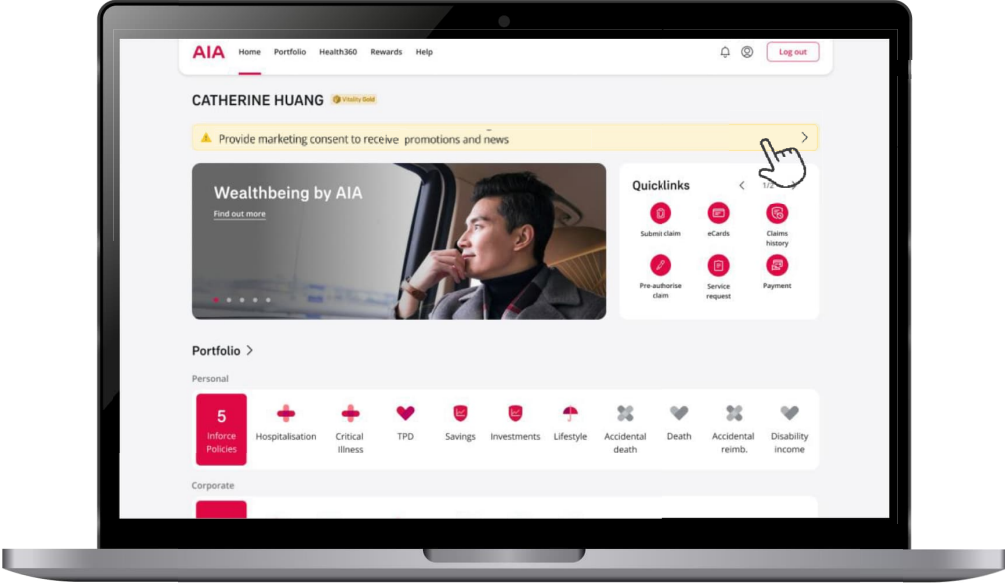 AIA Home Portfolio Health360 Rewards Help Log out
CATHERINE HUANG Vitality Gold
Provide marketing consent to receive promotions and news
Wealthbeing by AIA
Find out more
Quicklinks 1/2
Submit claim eCards Claims
history
Pre-authorise Service Payment
claim request
Portfolio
Personal
5
Inforce
Policies
Hospitalisation Critical TPD Savings Investments Lifestyle Accidental Death Accidental Disability
Illness death reimb. income
Corporate